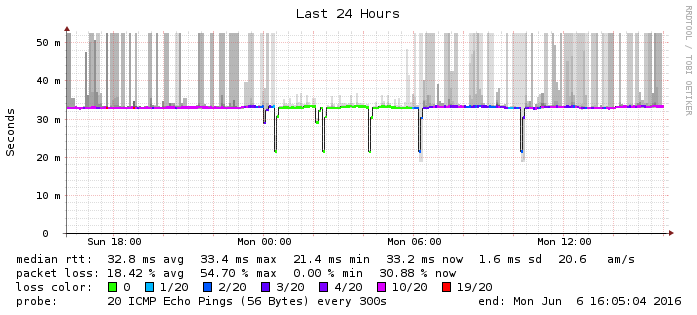 Last 24 Hours
RRDTOOL / TOBI OETIKER
Seconds
50 m
40 m
30 m
20 m
10 m
0
Sun 18:00 Mon 00:00 Mon 06:00 Mon 12:00
median rtt: 32.8 ms avg 33.4 ms max 21.4 ms min 33.2 ms now 1.6 ms sd 20.6 am/s
packet loss: 18.42 % avg 54.70 % max 0.00 % min 30.88 % now
loss color: 0 1/20 2/20 3/20 4/20 10/20 19/20
probe: 20 ICMP Echo Pings (56 Bytes) every 300s end: Mon Jun 6 16:05:04 2016